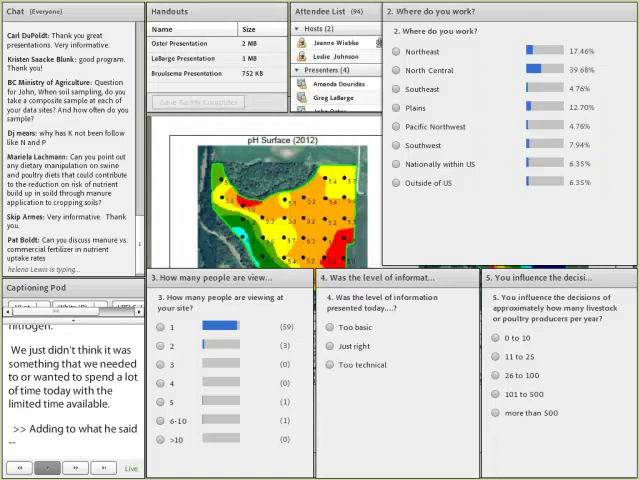 Chat (Everyone)
Carl DuPoldt: Thank you great
presentations. Very informative.
Kristen Saacke Blunk: good program.
Thank you!
BC Ministry of Agriculture: Question
for John, When soil sampling, do you
take a composite sample at each of
your data sites? And how often do you
sample?
Dj mears: why has K not been follow
like N and P
Mariela Lachmann: Can you point out
any dietary manipulation on swine
and poultry diets that could contribute
to the reduction on risk of nutrient
build up in soild through manure
application to cropping soils?
Skip Armes: Very informative. Thank
you.
Pat Boldt: Can you discuss manure vs.
commercial fertilizer in nutrient
uptake rates
helena Lewis is typing...
Handouts
Name Size
Oster Presentation 2 MB
LaBarge Presentation 1 MB
Bruulsema Presentation 752 KB
Save To My Computer
Attendee List (94)
Hosts (2)
Jeanne Wiebke
Leslie Johnson
Presenters (4)
Amanda Douridas
Greg LaBarge
pH Surface (2012)
2. Where do you work?
2. Where do you work?
Northeast 17.46%
North Central 39.68%
Southeast 4.76%
Plains 12.70%
Pacific Northwest 4.76%
Southwest 7.94%
Nationally within US 6.35%
Outside of US 6.35%
Captioning Pod
nitrogen.
We just didn't think it was
something that we needed
to or wanted to spend a lot
of time today with the
limited time available.
>> Adding to what he said
--
Live
3. How many people are view...
3. How many people are viewing at
your site?
1 (59)
2 (3)
3 (0)
4 (0)
5 (1)
6-10 (1)
>10 (0)
4. Was the level of informat...
4. Was the level of information
presented today....?
Too basic
Just right
Too technical
5. You influence the decisi...
5. You influence the decisions of
approximately how many livestock
or poultry producers per year?
0 to 10
11 to 25
26 to 100
101 to 500
more than 500